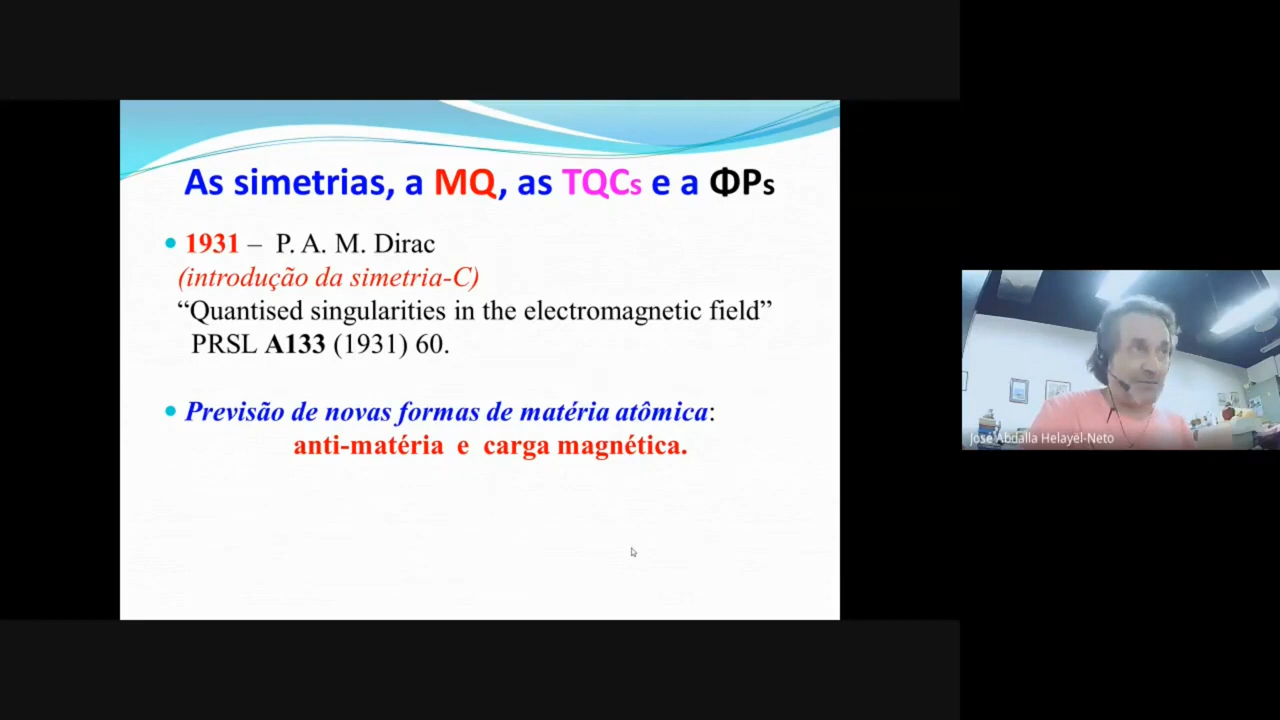 As simetrias, a MQ, as TQCs e a ΦPs
• 1931 – P. A. M. Dirac
(introdução da simetria-C)
“Quantised singularities in the electromagnetic field”
PRSL A133 (1931) 60.
• Previsão de novas formas de matéria atômica:
anti-matéria e carga magnética.
José Abdalla Helayël-Neto